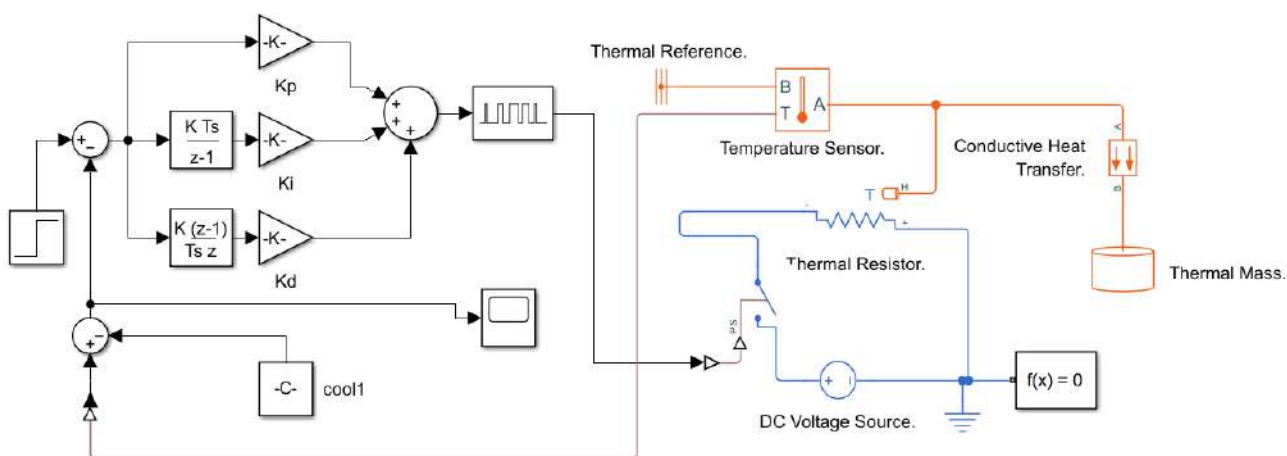 -K-
Kp
+
-
K Ts
z-1
-K-
Ki
+
+
+
K (z-1)
Ts z
-K-
Kd
-
+
-C-
cool1
Thermal Reference.
B
T
A
Temperature Sensor.
Conductive Heat
Transfer.
A
B
T
H
-
+
Thermal Resistor.
Thermal Mass.
PS
+
DC Voltage Source.
f(x) = 0